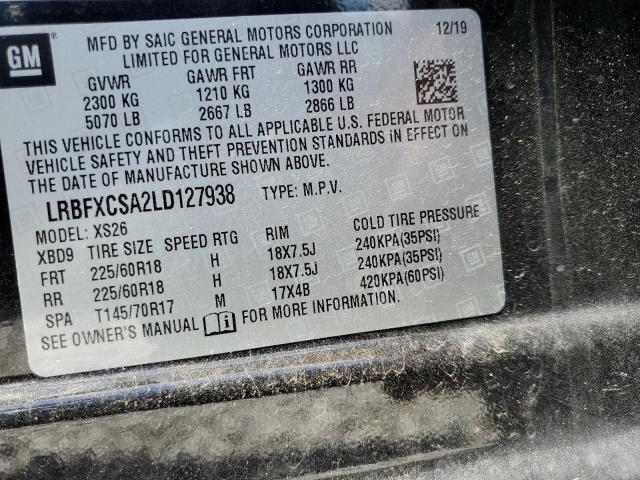 GM
MFD BY SAIC GENERAL MOTORS CORPORATION 12/19
LIMITED FOR GENERAL MOTORS LLC
GVWR GAWR FRT GAWR RR
2300 KG 1210 KG 1300 KG
5070 LB 2667 LB 2866 LB
THIS VEHICLE CONFORMS TO ALL APPLICABLE U.S. FEDERAL MOTOR
VEHICLE SAFETY AND THEFT PREVENTION STANDARDS IN EFFECT ON
THE DATE OF MANUFACTURE SHOWN ABOVE.
LRBFXCSA2LD127938 TYPE: M.P.V.
MODEL: XS26
XBD9 TIRE SIZE SPEED RTG RIM COLD TIRE PRESSURE
FRT 225/60R18 H 18X7.5J 240KPA(35PSI)
RR 225/60R18 H 18X7.5J 240KPA(35PSI)
SPA T145/70R17 M 17X4B 420KPA(60PSI)
SEE OWNER'S MANUAL FOR MORE INFORMATION.